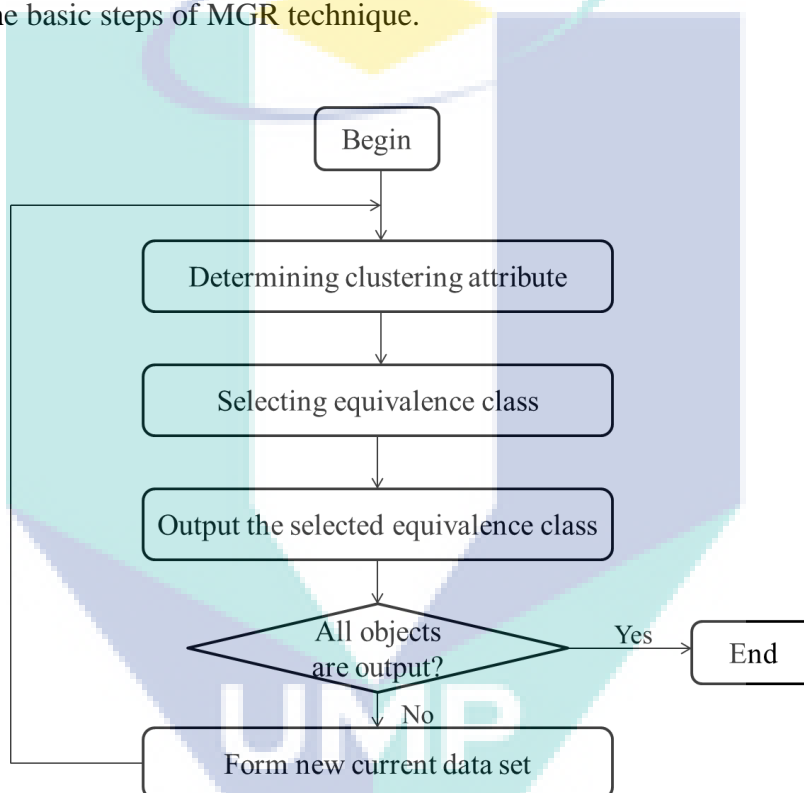 he basic steps of MGR technique.
Begin
Determining clustering attribute
Selecting equivalence class
Output the selected equivalence class
All objects
are output?
Yes
End
No
Form new current data set
UMP